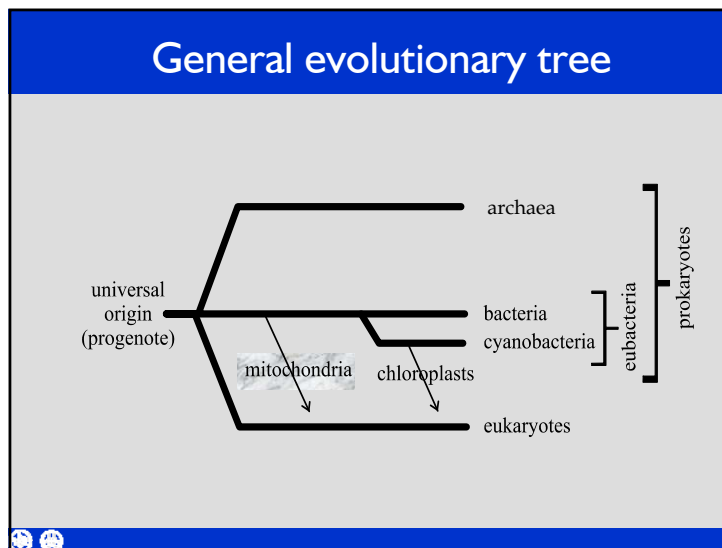 General evolutionary tree
archaea
universal
origin
(progenote)
bacteria
cyanobacteria
eubacteria
prokaryotes
mitochondria
chloroplasts
eukaryotes